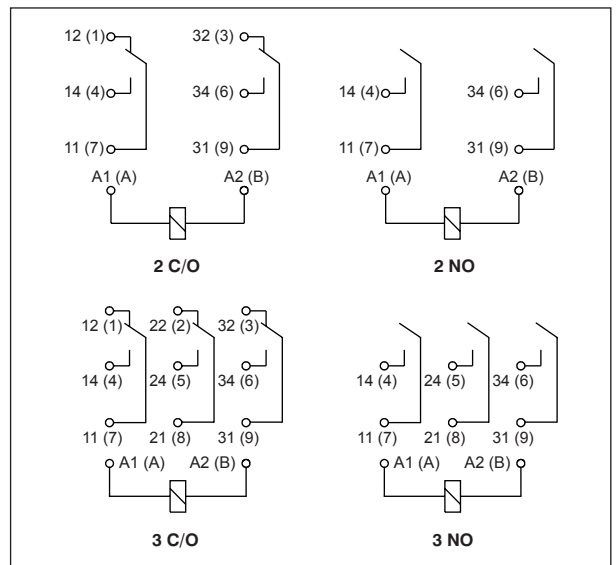 12 (1) 32 (3)
14 (4) 34 (6) 14 (4) 34 (6)
11 (7) 31 (9) 11 (7) 31 (9)
A1 (A) A2 (B) A1 (A) A2 (B)
2 C/O 2 NO
12 (1) 22 (2) 32 (3)
14 (4) 24 (5) 34 (6) 14 (4) 24 (5) 34 (6)
11 (7) 21 (8) 31 (9) 11 (7) 21 (8) 31 (9)
A1 (A) A2 (B) A1 (A) A2 (B)
3 C/O 3 NO